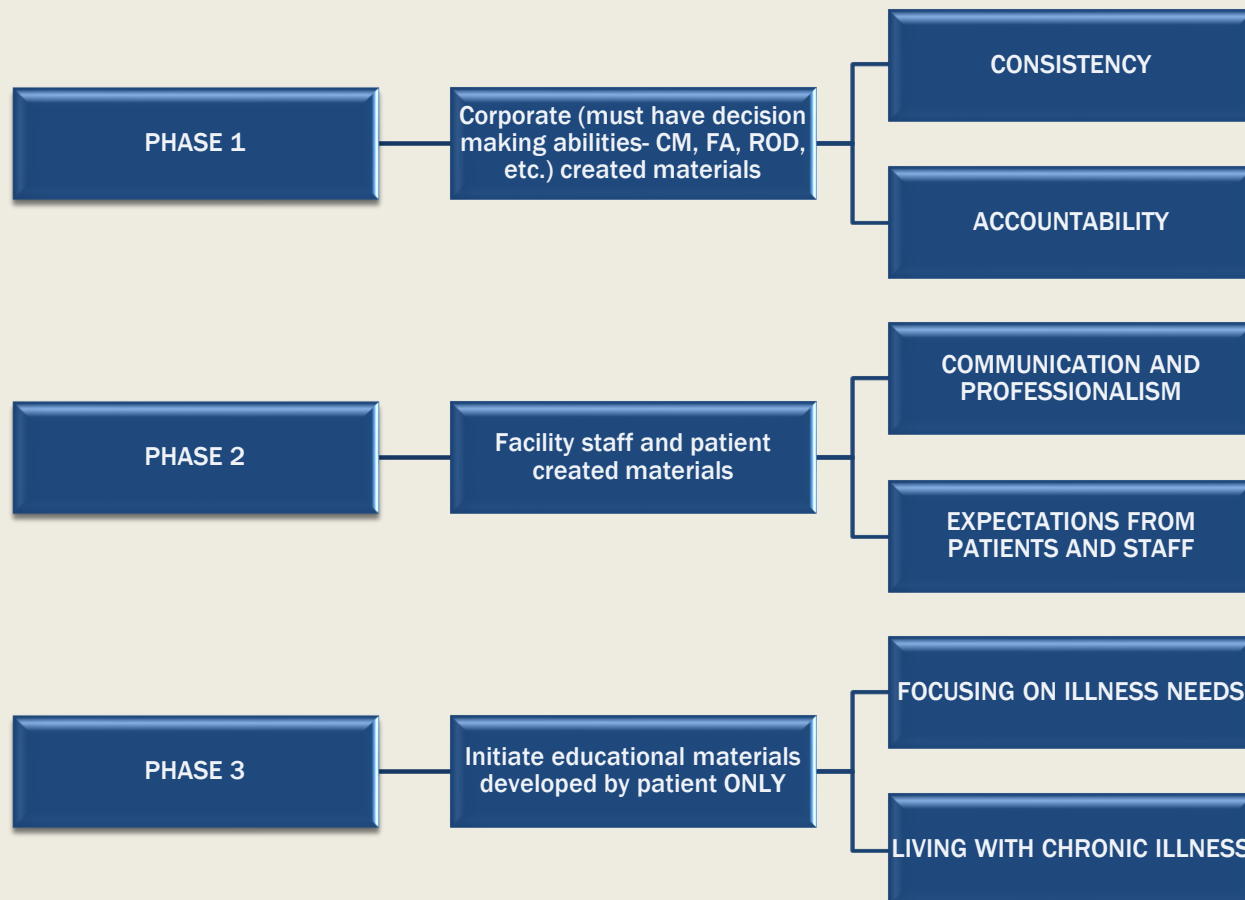 PHASE 1
Corporate (must have decision
making abilities- CM, FA, ROD,
etc.) created materials
CONSISTENCY
ACCOUNTABILITY
PHASE 2
Facility staff and patient
created materials
COMMUNICATION AND
PROFESSIONALISM
EXPECTATIONS FROM
PATIENTS AND STAFF
PHASE 3
Initiate educational materials
developed by patient ONLY
FOCUSING ON ILLNESS NEEDS
LIVING WITH CHRONIC ILLNESS